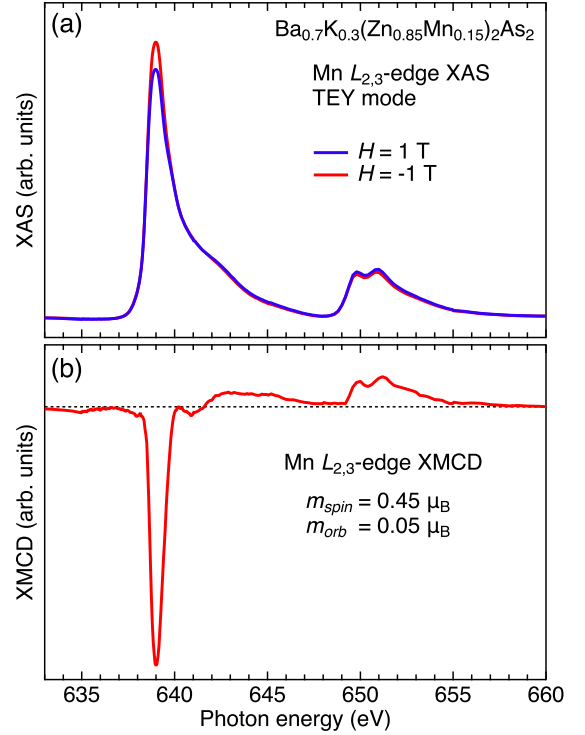 (a)
Ba0.7K0.3(Zn0.85Mn0.15)2As2
Mn L2,3-edge XAS
TEY mode
H = 1 T
H = -1 T
XAS (arb. units)
(b)
Mn L2,3-edge XMCD
mspin = 0.45 μB
morb = 0.05 μB
XMCD (arb. units)
635 640 645 650 655 660
Photon energy (eV)